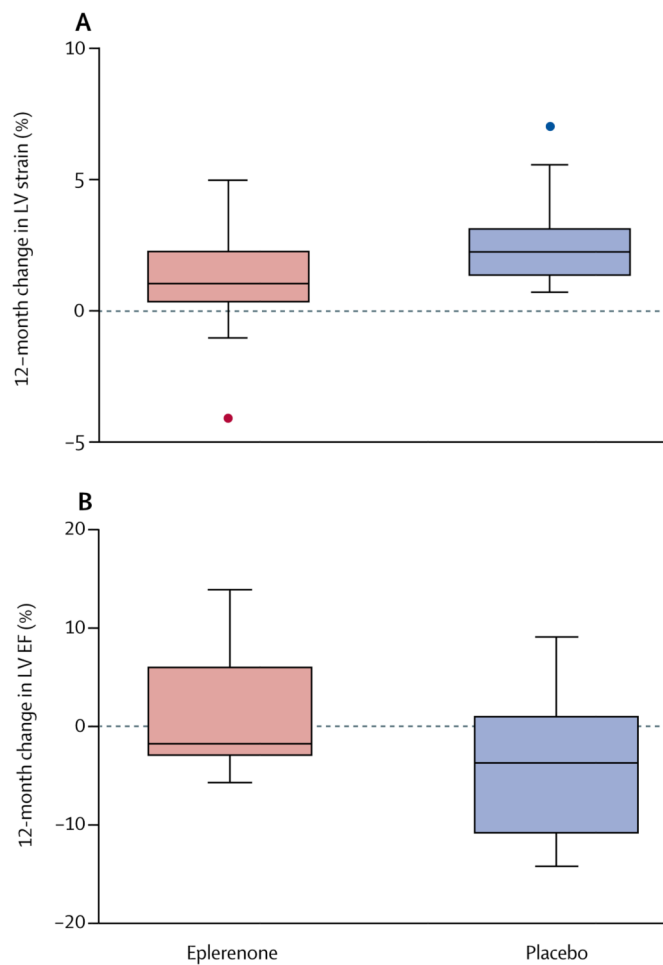 A
12–month change in LV strain (%)
10
5
0
–5
B
12-month change in LV EF (%)
20
10
0
–10
–20
Eplerenone
Placebo